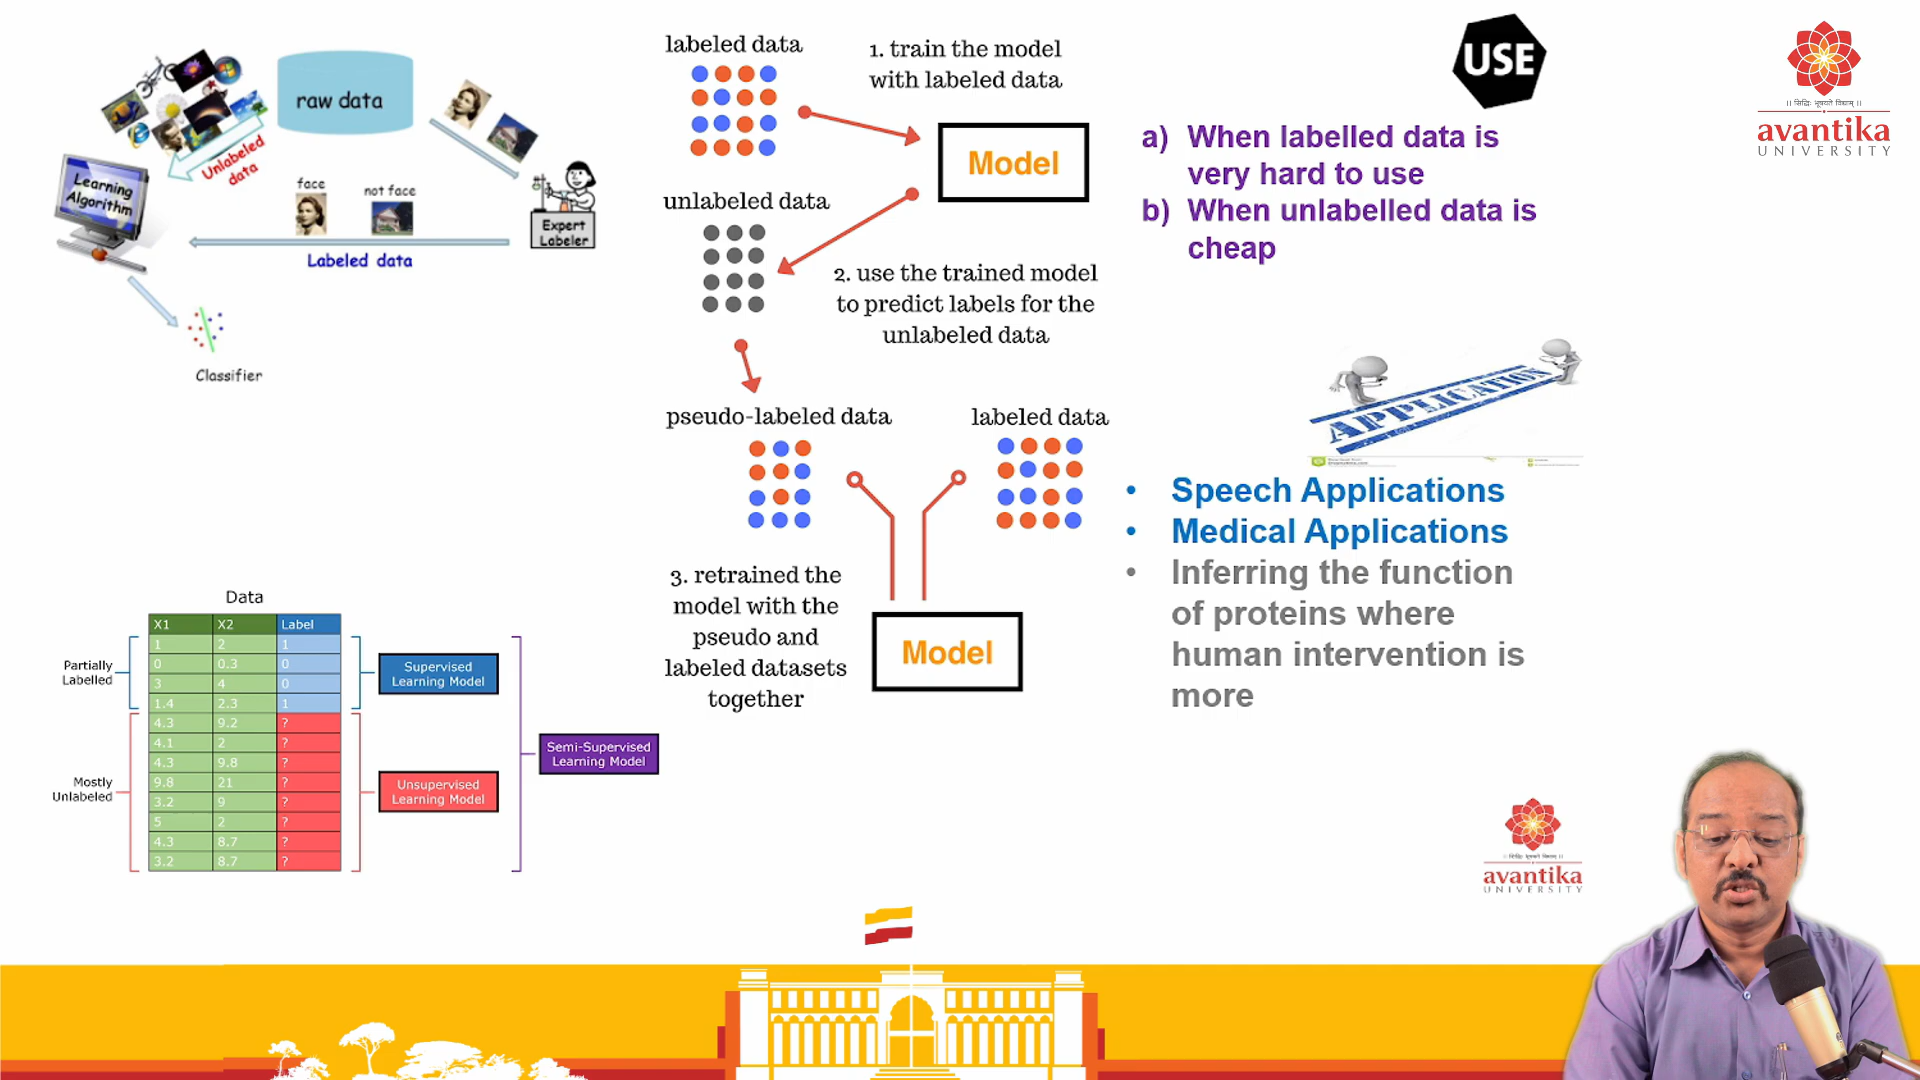 raw data
Unlabeled
data
Learning
Algorithm
face
not face
Expert
Labeler
Labeled data
Classifier
labeled data
1. train the model
with labeled data
Model
unlabeled data
2. use the trained model
to predict labels for the
unlabeled data
pseudo-labeled data
labeled data
3. retrained the
model with the
pseudo and
labeled datasets
together
Model
USE
a) When labelled data is
very hard to use
b) When unlabelled data is
cheap
APPLICATION
• Speech Applications
• Medical Applications
• Inferring the function
of proteins where
human intervention is
more
Data
X1 X2 Label
1 2 1
0 0.3 0
3 4 0
1.4 2.3 1
4.3 9.2 ?
4.1 2 ?
4.3 9.8 ?
9.8 21 ?
3.2 9 ?
5 2 ?
4.3 8.7 ?
3.2 8.7 ?
Partially
Labelled
Mostly
Unlabeled
Supervised
Learning Model
Unsupervised
Learning Model
Semi-Supervised
Learning Model
avantika
UNIVERSITY
avantika
UNIVERSITY